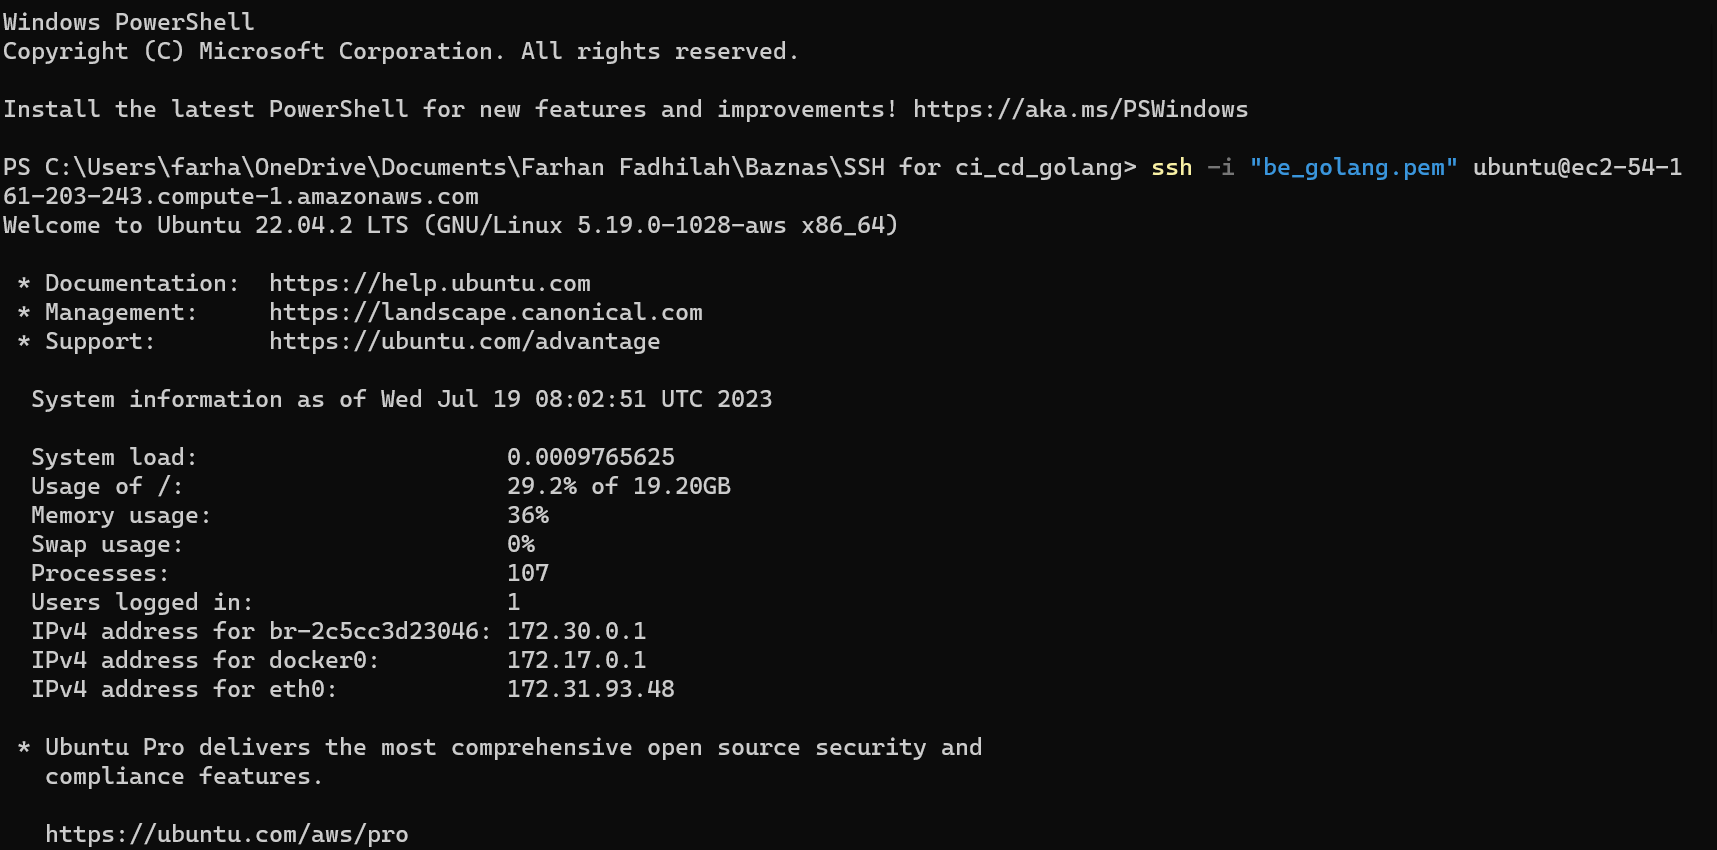 Windows PowerShell
Copyright (C) Microsoft Corporation. All rights reserved.
Install the latest PowerShell for new features and improvements! https://aka.ms/PSWindows
PS C:\Users\farha\OneDrive\Documents\Farhan Fadhilah\Baznas\SSH for ci_cd_golang> ssh -i "be_golang.pem" ubuntu@ec2-54-1
61-203-243.compute-1.amazonaws.com
Welcome to Ubuntu 22.04.2 LTS (GNU/Linux 5.19.0-1028-aws x86_64)
 * Documentation:  https://help.ubuntu.com
 * Management:     https://landscape.canonical.com
 * Support:        https://ubuntu.com/advantage
  System information as of Wed Jul 19 08:02:51 UTC 2023
  System load:                      0.0009765625
  Usage of /:                       29.2% of 19.20GB
  Memory usage:                     36%
  Swap usage:                       0%
  Processes:                        107
  Users logged in:                  1
  IPv4 address for br-2c5cc3d23046: 172.30.0.1
  IPv4 address for docker0:         172.17.0.1
  IPv4 address for eth0:            172.31.93.48
 * Ubuntu Pro delivers the most comprehensive open source security and
   compliance features.
   https://ubuntu.com/aws/pro